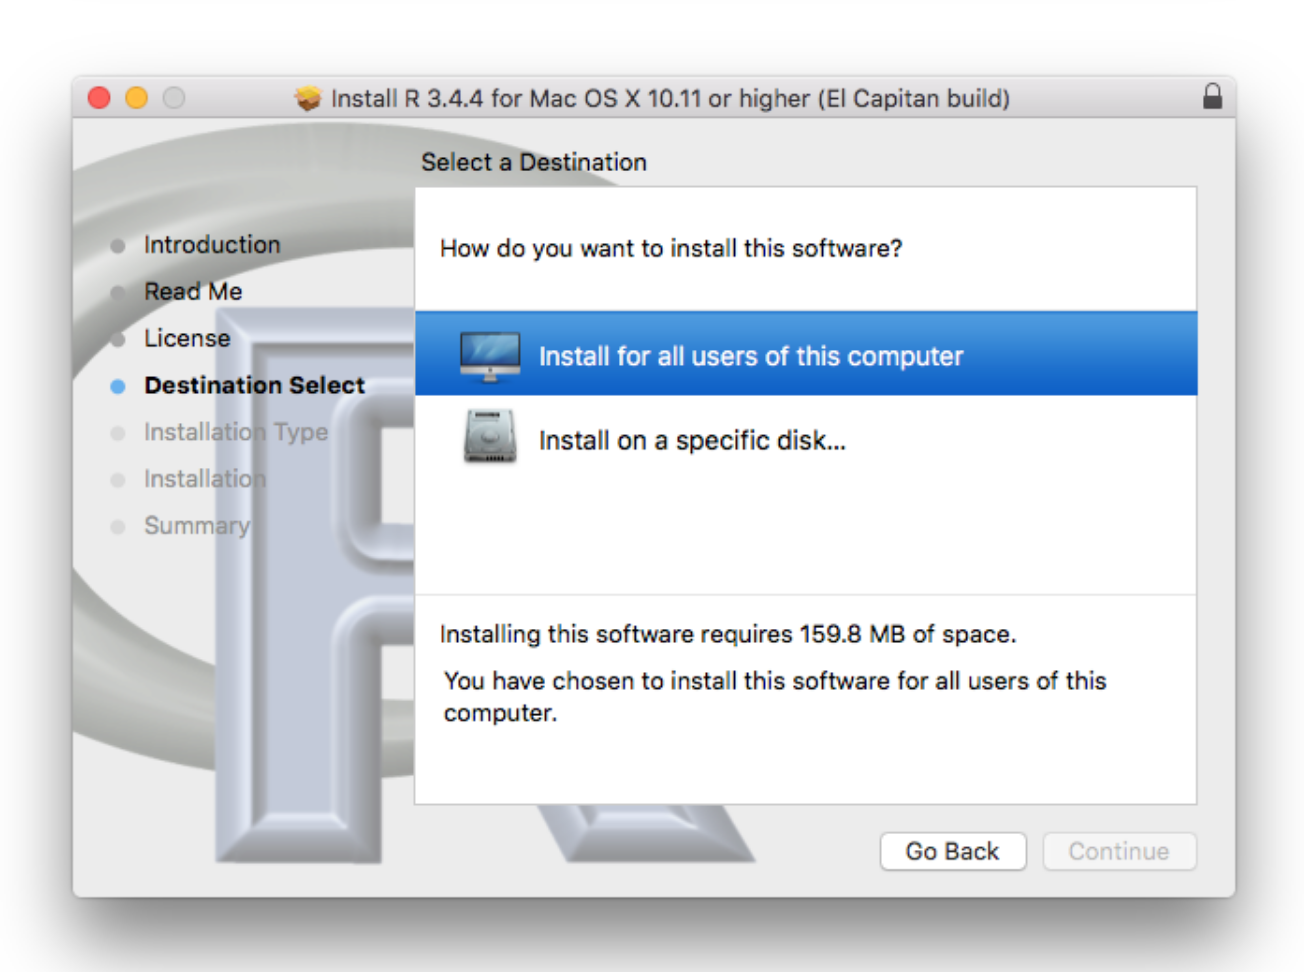 Install R 3.4.4 for Mac OS X 10.11 or higher (El Capitan build)
Select a Destination
Introduction
Read Me
License
Destination Select
Installation Type
Installation
Summary
How do you want to install this software?
Install for all users of this computer
Install on a specific disk...
Installing this software requires 159.8 MB of space.
You have chosen to install this software for all users of this
computer.
Go Back
Continue